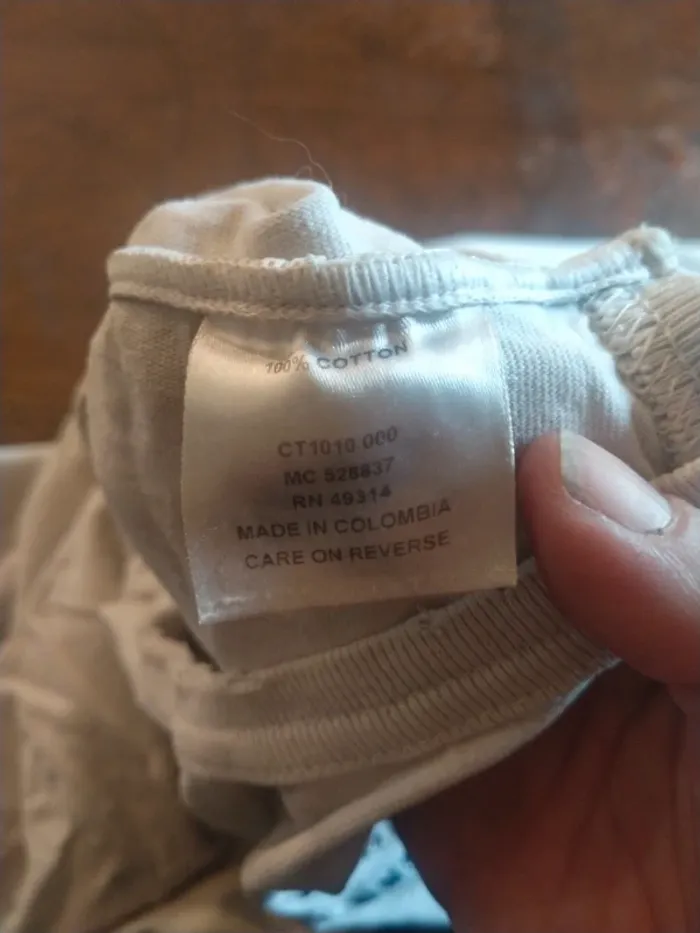 100% COTTON
CT1010 000
MC 528837
RN 49314
MADE IN COLOMBIA
CARE ON REVERSE